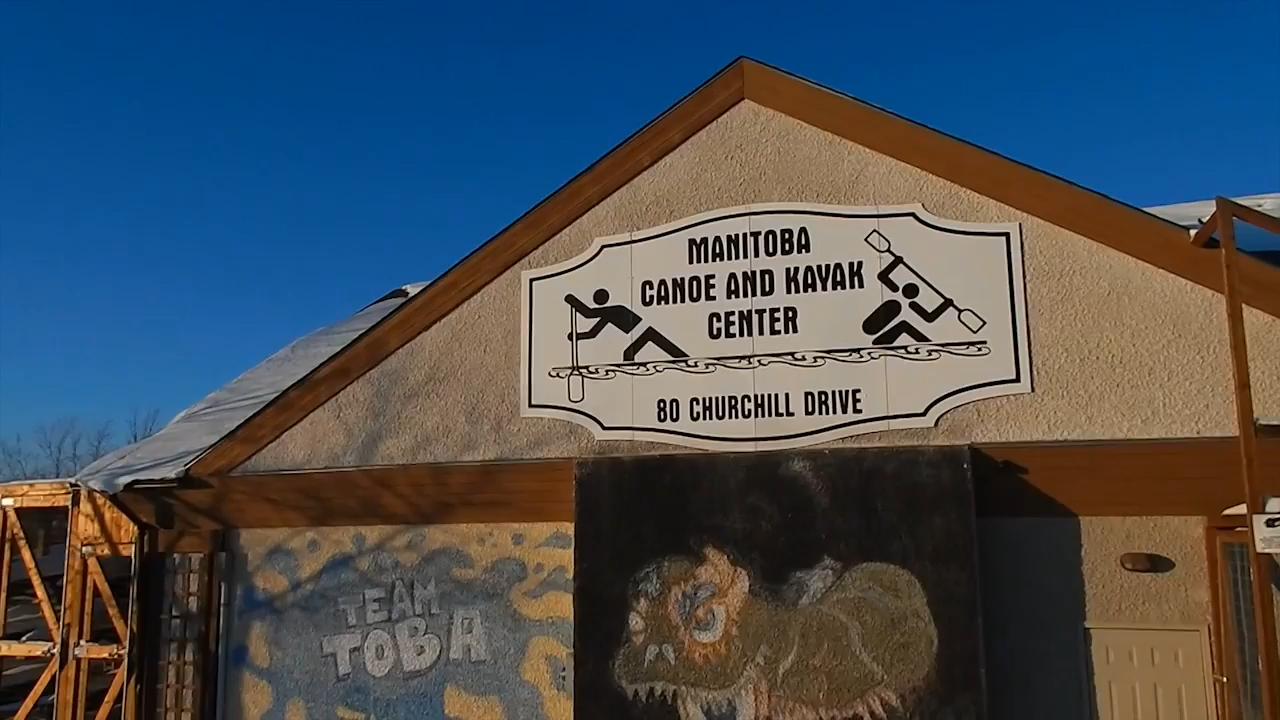 MANITOBA
CANOE AND KAYAK
CENTER
80 CHURCHILL DRIVE
TEAM
TOBA